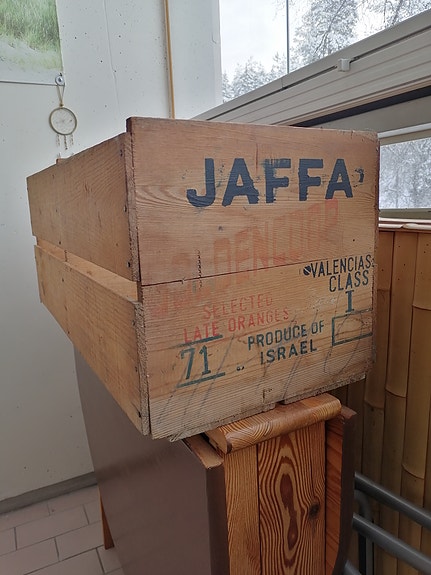 JAFFA
SELECTED
LATE ORANGES
VALENCIAS
CLASS
I
71
PRODUCE OF
ISRAEL